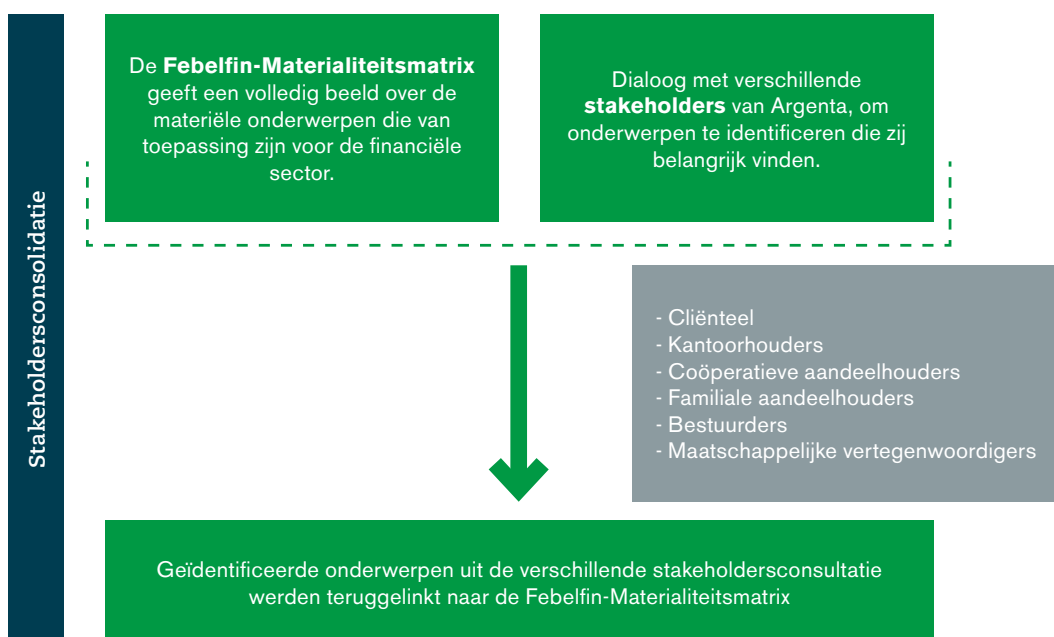 Stakeholdersconsolidatie
De Febelfin-Materialiteitsmatrix
geeft een volledig beeld over de
materiële onderwerpen die van
toepassing zijn voor de financiële
sector.
Dialoog met verschillende
stakeholders van Argenta, om
onderwerpen te identificeren die zij
belangrijk vinden.
- Cliënteel
- Kantoorhouders
- Coöperatieve aandeelhouders
- Familiale aandeelhouders
- Bestuurders
- Maatschappelijke vertegenwoordigers
Geïdentificeerde onderwerpen uit de verschillende stakeholdersconsultatie
werden teruggelinkt naar de Febelfin-Materialiteitsmatrix